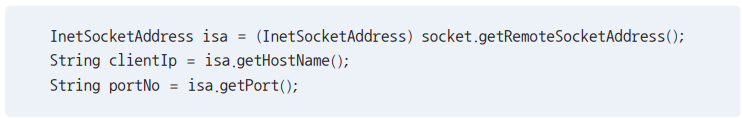 InetSocketAddress isa = (InetSocketAddress) socket.getRemoteSocketAddress();
String clientIp = isa.getHostName();
String portNo = isa.getPort();